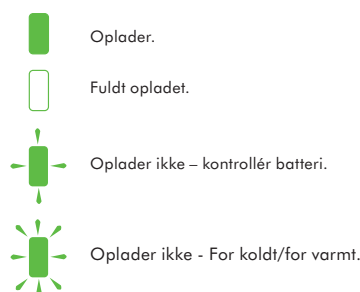 Oplader.
Fuldt opladet.
Oplader ikke – kontrollér batteri.
Oplader ikke - For koldt/for varmt.